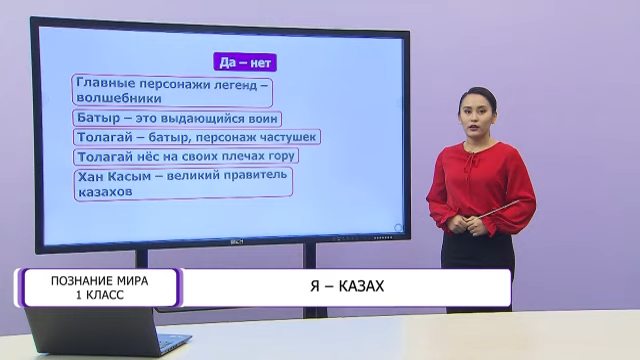 Да – нет
Главные персонажи легенд –
волшебники
Батыр – это выдающийся воин
Толагай – батыр, персонаж частушек
Толагай нёс на своих плечах гору
Хан Касым – великий правитель
казахов
ПОЗНАНИЕ МИРА
1 КЛАСС
Я – КАЗАХ